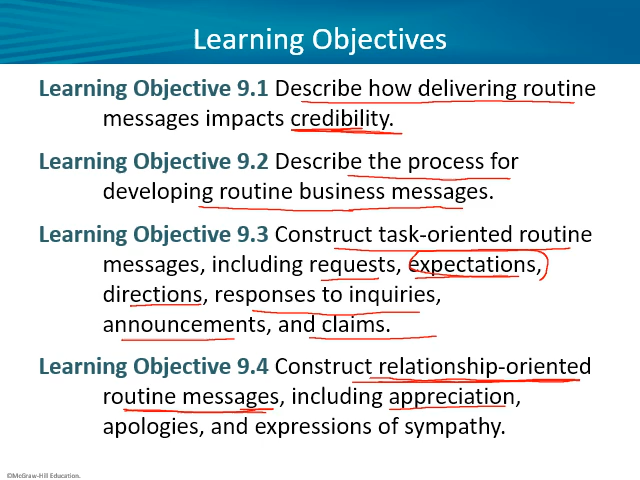 Learning Objectives
Learning Objective 9.1 Describe how delivering routine
messages impacts credibility.
Learning Objective 9.2 Describe the process for
developing routine business messages.
Learning Objective 9.3 Construct task-oriented routine
messages, including requests, expectations,
directions, responses to inquiries,
announcements, and claims.
Learning Objective 9.4 Construct relationship-oriented
routine messages, including appreciation,
apologies, and expressions of sympathy.
©McGraw-Hill Education.